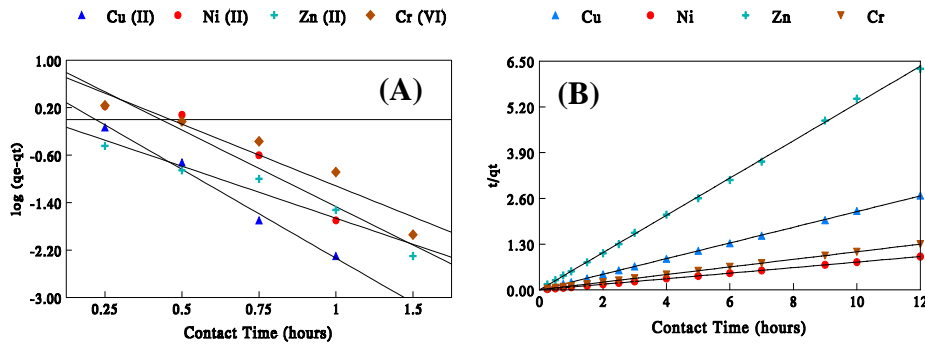 Cu (II) Ni (II) Zn (II) Cr (VI)
(A)
1.00
0.20
-0.60
-1.40
-2.20
-3.00
log (qe-qt)
0.25 0.5 0.75 1 1.5
Contact Time (hours)
Cu Ni Zn Cr
(B)
6.50
5.20
3.90
2.60
1.30
0.00
t/qt
0 2 4 6 8 10 12
Contact Time (hours)